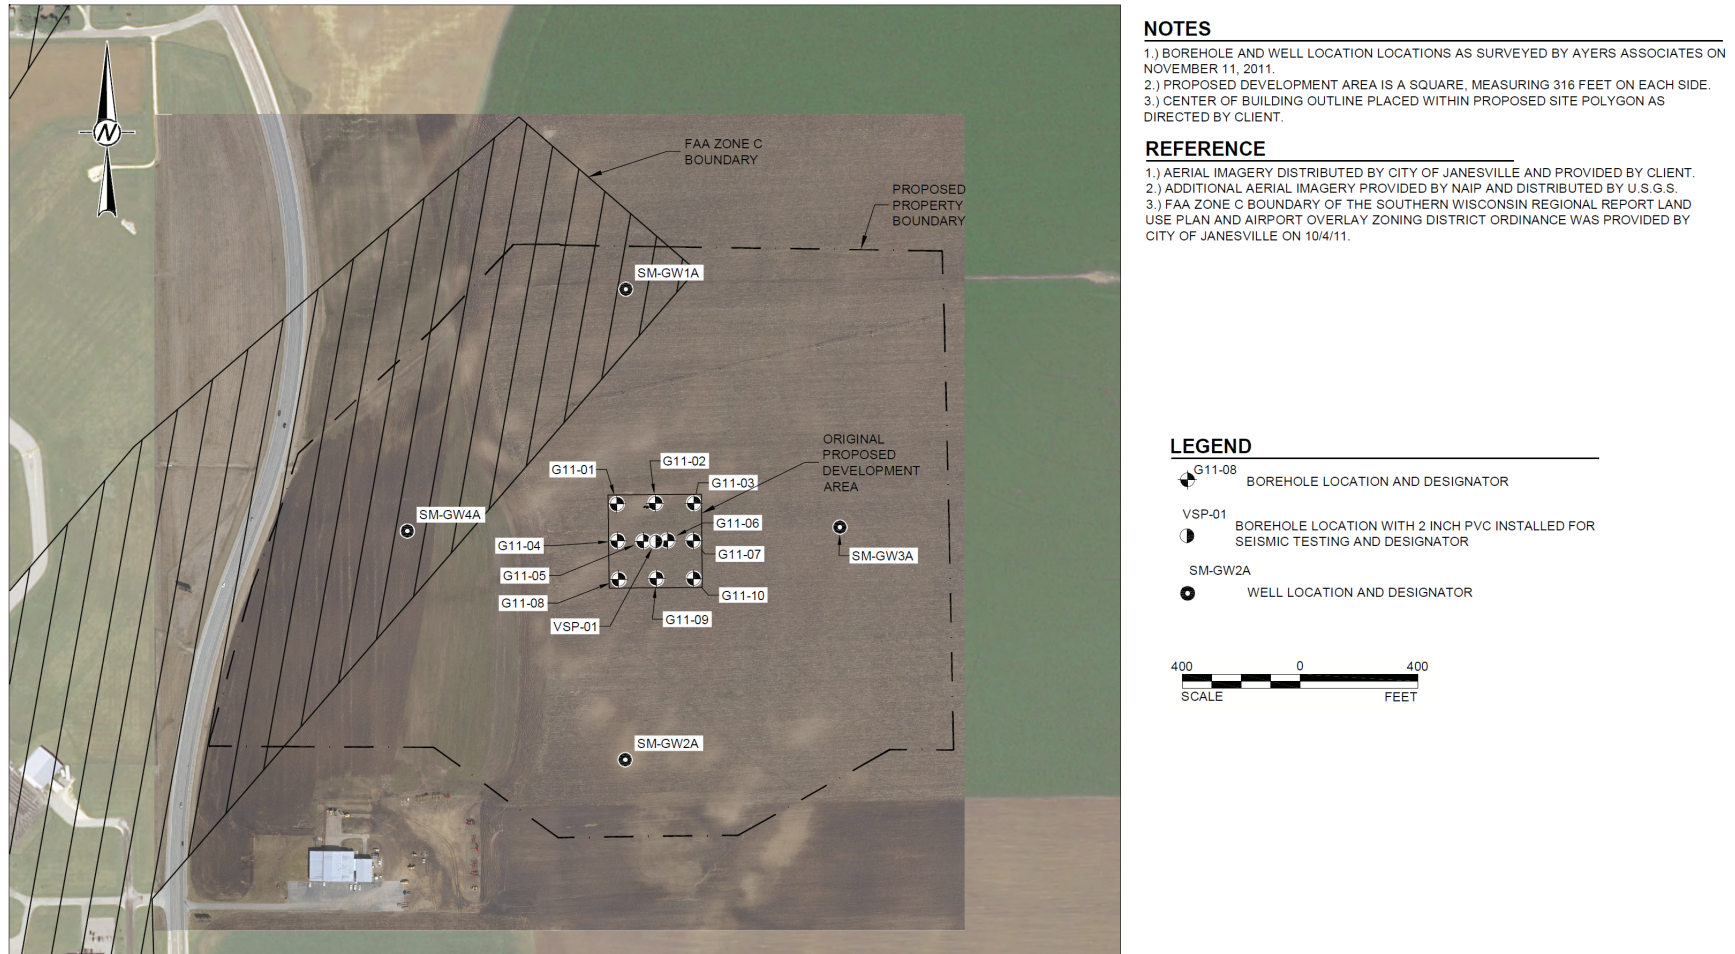 NOTES
1.) BOREHOLE AND WELL LOCATION LOCATIONS AS SURVEYED BY AYERS ASSOCIATES ON
NOVEMBER 11, 2011.
2.) PROPOSED DEVELOPMENT AREA IS A SQUARE, MEASURING 316 FEET ON EACH SIDE.
3.) CENTER OF BUILDING OUTLINE PLACED WITHIN PROPOSED SITE POLYGON AS
DIRECTED BY CLIENT.
REFERENCE
1.) AERIAL IMAGERY DISTRIBUTED BY CITY OF JANESVILLE AND PROVIDED BY CLIENT.
2.) ADDITIONAL AERIAL IMAGERY PROVIDED BY NAIP AND DISTRIBUTED BY U.S.G.S.
3.) FAA ZONE C BOUNDARY OF THE SOUTHERN WISCONSIN REGIONAL REPORT LAND
USE PLAN AND AIRPORT OVERLAY ZONING DISTRICT ORDINANCE WAS PROVIDED BY
CITY OF JANESVILLE ON 10/4/11.
N
FAA ZONE C
BOUNDARY
PROPOSED
PROPERTY
BOUNDARY
SM-GW1A
ORIGINAL
PROPOSED
DEVELOPMENT
AREA
G11-01
G11-02
G11-03
SM-GW4A
G11-06
G11-04
G11-07
SM-GW3A
G11-05
G11-10
G11-08
G11-09
VSP-01
SM-GW2A
LEGEND
G11-08
BOREHOLE LOCATION AND DESIGNATOR
VSP-01
BOREHOLE LOCATION WITH 2 INCH PVC INSTALLED FOR
SEISMIC TESTING AND DESIGNATOR
SM-GW2A
WELL LOCATION AND DESIGNATOR
400 0 400
SCALE FEET